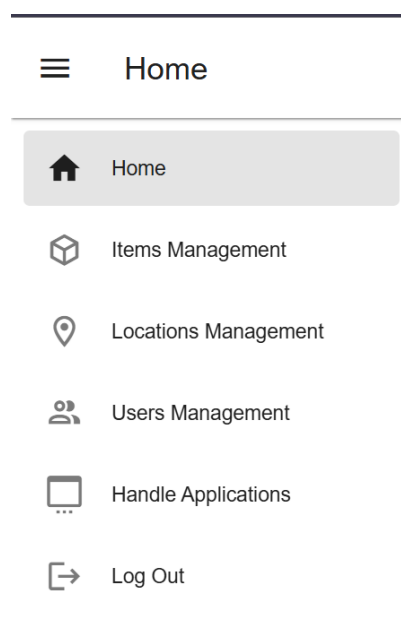 Home
Home
Items Management
Locations Management
Users Management
Handle Applications
Log Out